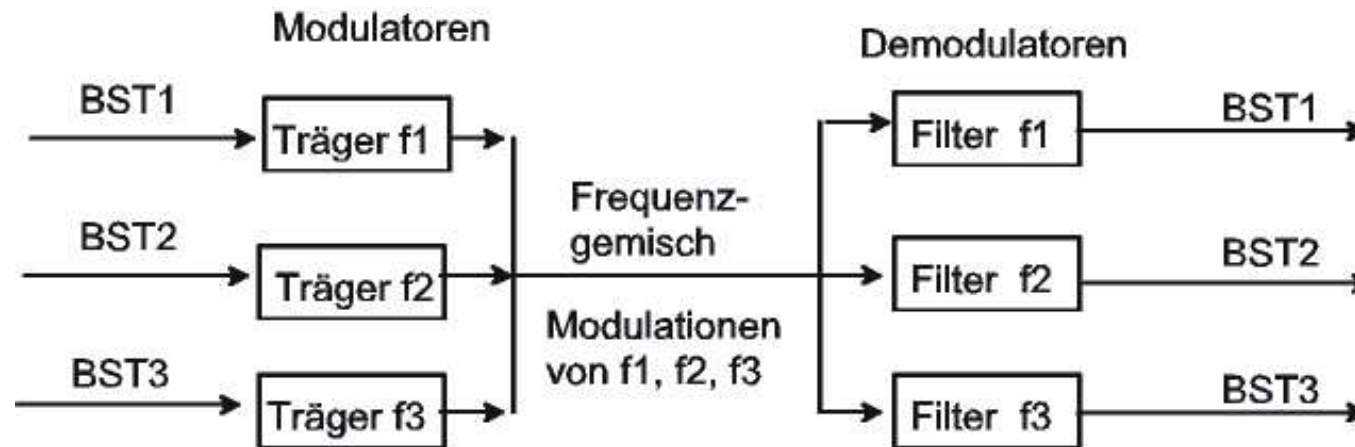 Modulatoren
Demodulatoren
BST1
Träger f1
Filter f1
BST1
Frequenz-
gemisch
BST2
Träger f2
Filter f2
BST2
Modulationen
von f1, f2, f3
BST3
Träger f3
Filter f3
BST3